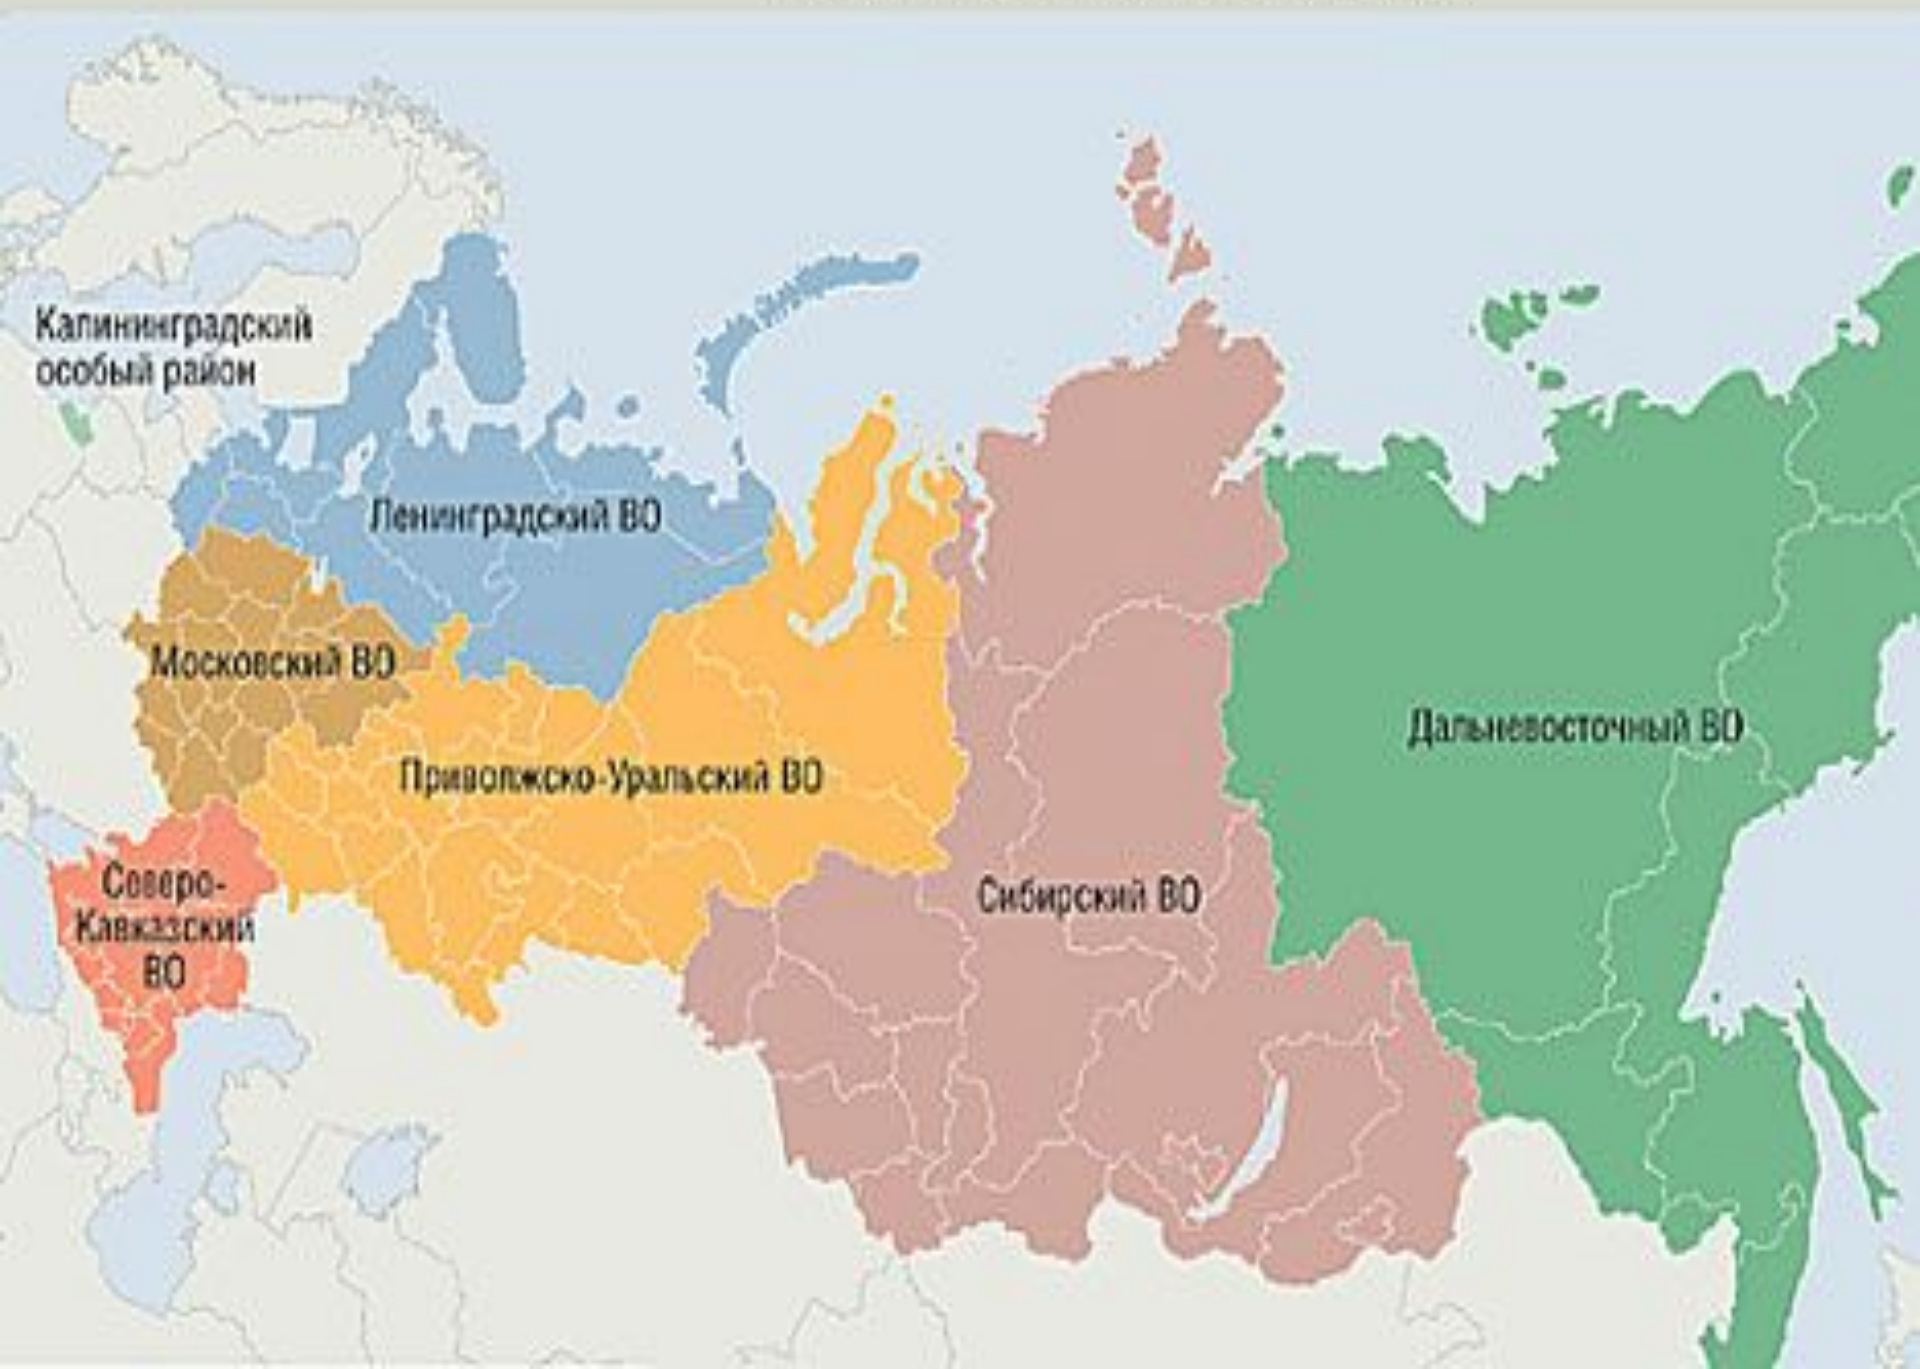 Калининградский
особый район
Ленинградский ВО
Московский ВО
Приволжско-Уральский ВО
Дальневосточный ВО
Северо-
Кавказский
ВО
Сибирский ВО